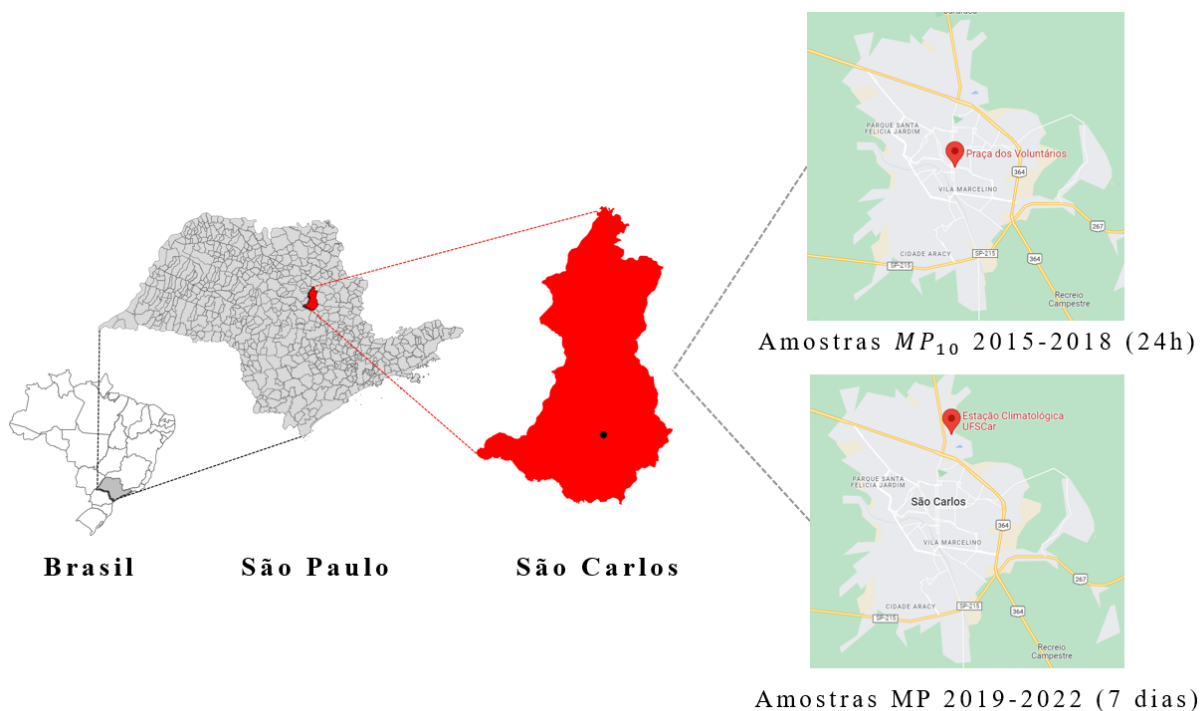 PARQUE SANTA
FELICIA JARDIM
Praça dos Voluntários
364
VILA MARCELINO
267
CIDADE ARACY
SP-215
SP-215
364
Recreio
Campestre
Amostras MP₁₀ 2015-2018 (24h)
Estação Climatológica
UFSCar
PARQUE SANTA
FELICIA JARDIM
São Carlos
364
VILA MARCELINO
267
CIDADE ARACY
SP-215
SP-215
364
Recreio
Campestre
Amostras MP 2019-2022 (7 dias)
Brasil
São Paulo
São Carlos